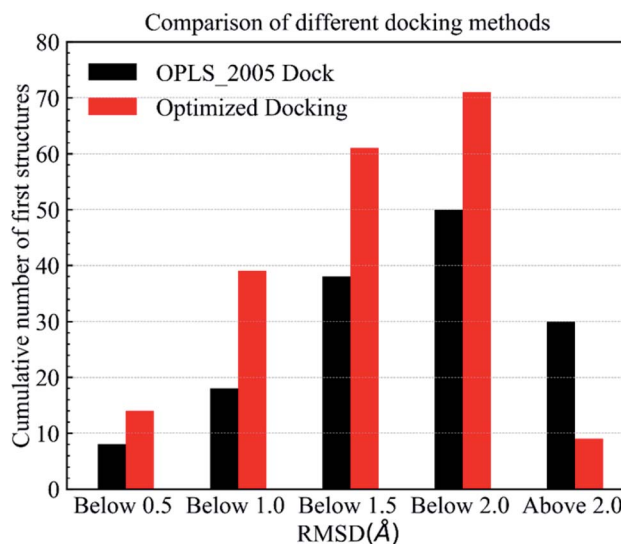 Comparison of different docking methods
Cumulative number of first structures
80
70
60
50
40
30
20
10
0
OPLS_2005 Dock
Optimized Docking
Below 0.5 Below 1.0 Below 1.5 Below 2.0 Above 2.0
RMSD(Å)